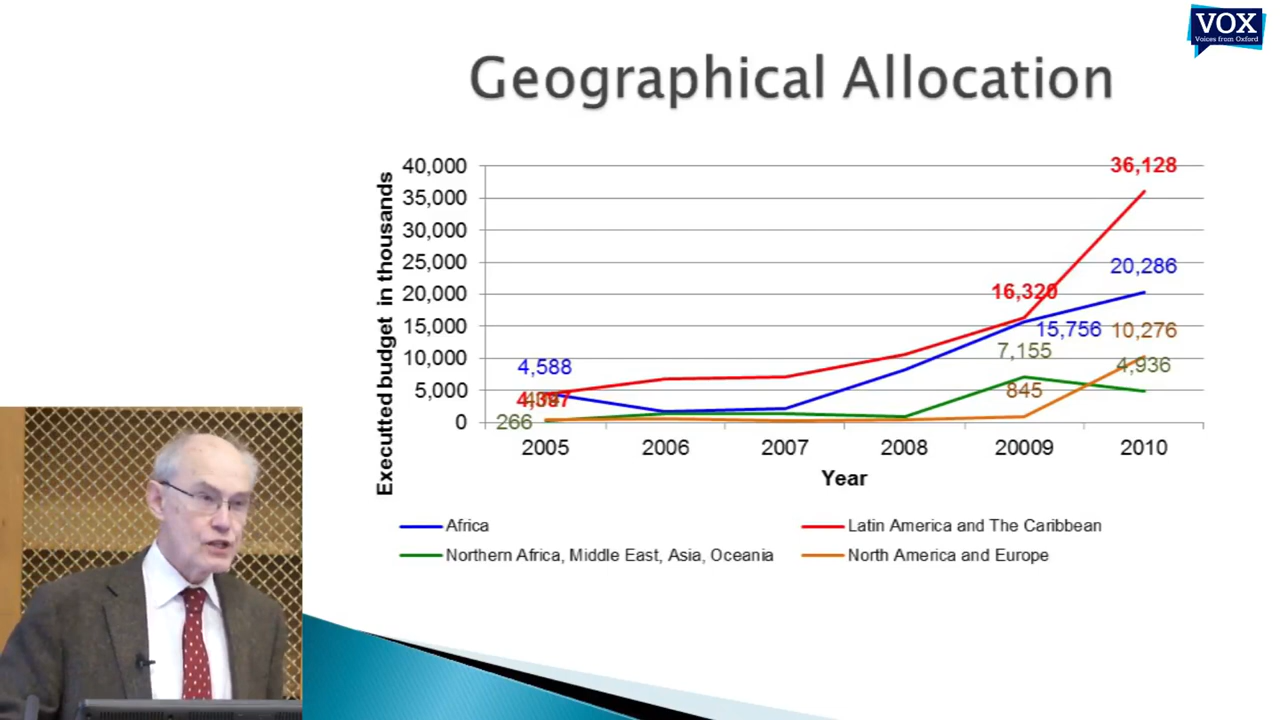 VOX
Voices from Oxford
Geographical Allocation
Executted budget in thousands
40,000
35,000
30,000
25,000
20,000
15,000
10,000
5,000
0
36,128
20,286
16,320
15,756
10,276
7,155
4,936
845
4,588
266
2005
2006
2007
2008
20009
2010
Year
Africa
Latin America and The Caribbean
Northern Africa, Middle East, Asia, Oceania
North America and Europe